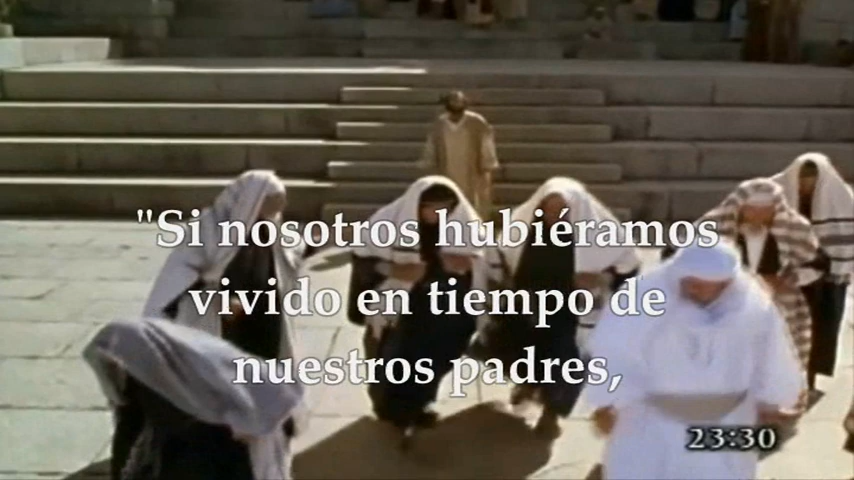 "Si nosotros hubiéramos
vivido en tiempo de
nuestros padres,
23:30